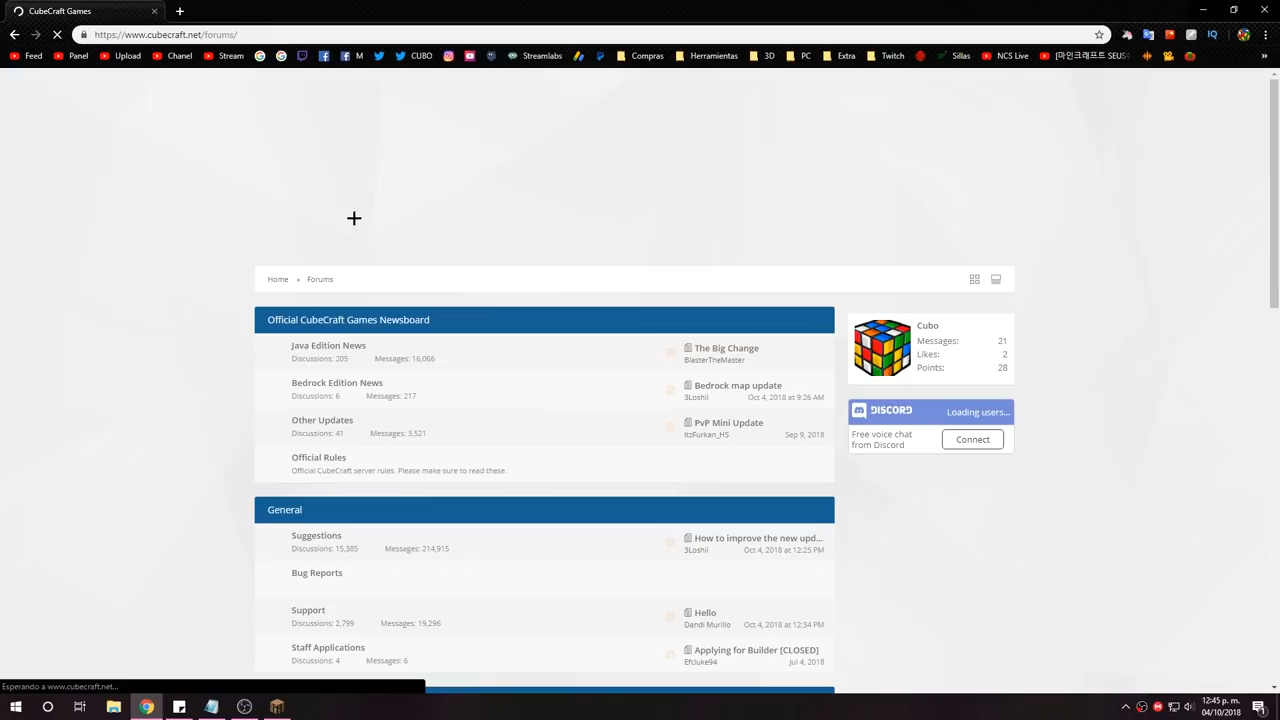 CubeCraft Games
https://www.cubecraft.net/forums/
Feed Panel Upload Chanel Stream M CUBO Streamlabs Compras Herramientas 3D PC Extra Twitch Sillas NCS Live [마인크래프트 SEUS
Home » Forums
Official CubeCraft Games Newsboard
Java Edition News
Discussions: 205 Messages: 16,066
The Big Change
BlasterTheMaster
Bedrock Edition News
Discussions: 6 Messages: 217
Bedrock map update
3Loshii Oct 4, 2018 at 9:26 AM
Other Updates
Discussions: 41 Messages: 3,521
PvP Mini Update
ItzFurkan_HS Sep 9, 2018
Official Rules
Official CubeCraft server rules. Please make sure to read these.
General
Suggestions
Discussions: 15,385 Messages: 214,915
How to improve the new upd...
3Loshii Oct 4, 2018 at 12:25 PM
Bug Reports
Support
Discussions: 2,799 Messages: 19,296
Hello
Dandi Murillo Oct 4, 2018 at 12:34 PM
Staff Applications
Discussions: 4 Messages: 6
Applying for Builder [CLOSED]
Efcluke94 Jul 4, 2018
Cubo
Messages: 21
Likes: 2
Points: 28
DISCORD Loading users...
Free voice chat
from Discord
Connect
Esperando a www.cubecraft.net...
12:45 p. m.
04/10/2018